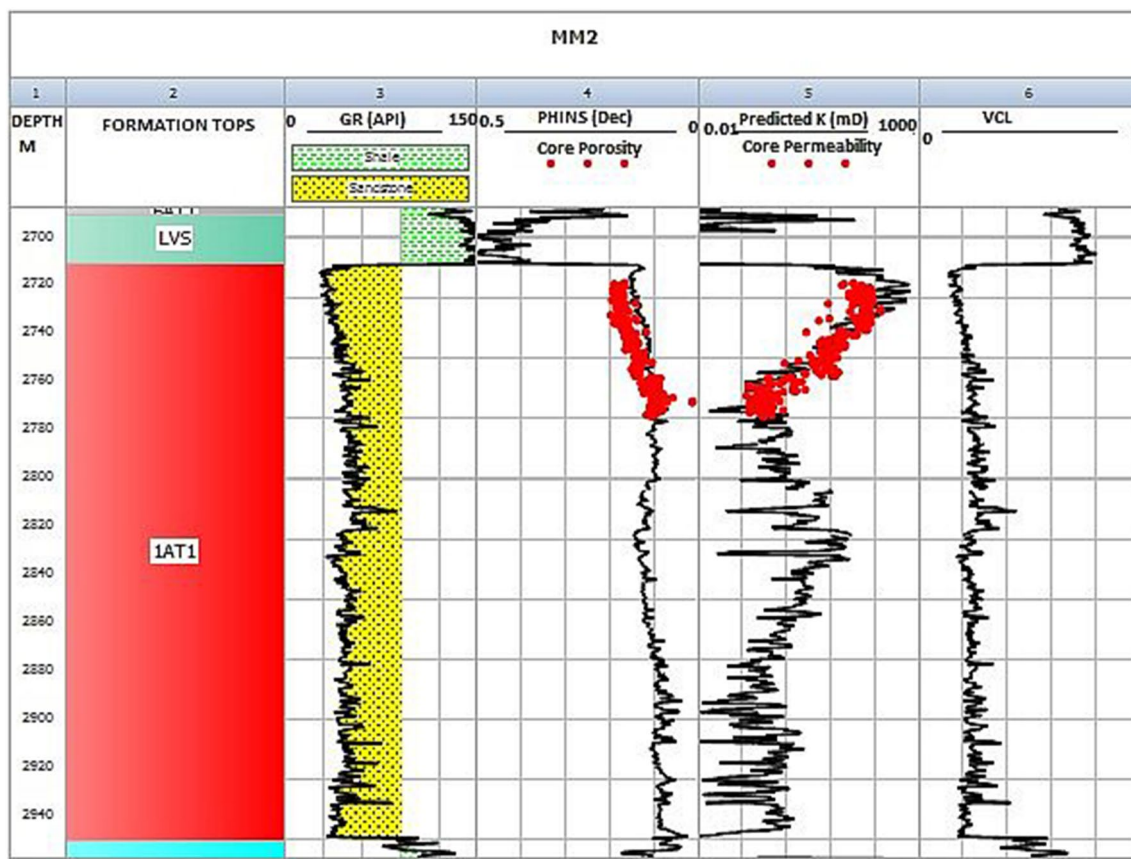 MM2
1 2 3 4 5 6
DEPTH
M
FORMATION TOPS
0 GR (API) 150
Shale
Sandstone
0.5 PHINS (Dec) 0
Core Porosity
0.01 Predicted K (mD) 1000
Core Permeability
0 VCL
2700
LVS
2720
2740
2760
2780
2800
2820
1AT1
2840
2860
2880
2900
2920
2940